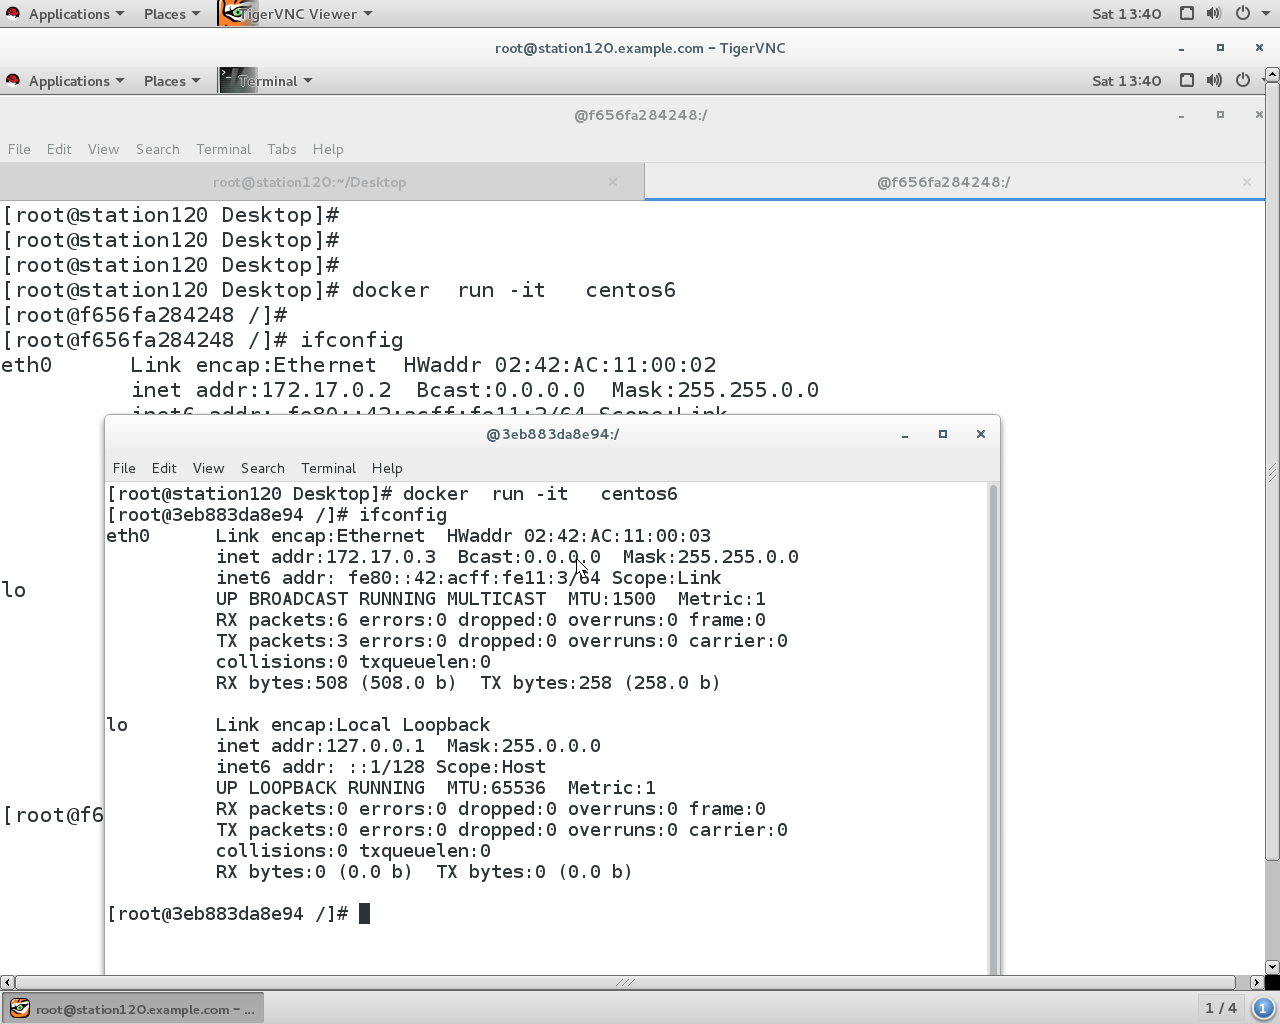 Applications Places TigerVNC Viewer Sat 13:40
root@station120.example.com - TigerVNC
Applications Places Terminal Sat 13:40
@f656fa284248:/
File Edit View Search Terminal Tabs Help
root@station120:~/Desktop @f656fa284248:/
[root@station120 Desktop]#
[root@station120 Desktop]#
[root@station120 Desktop]#
[root@station120 Desktop]# docker  run -it   centos6
[root@f656fa284248 /]#
[root@f656fa284248 /]# ifconfig
eth0      Link encap:Ethernet  HWaddr 02:42:AC:11:00:02
          inet addr:172.17.0.2  Bcast:0.0.0.0  Mask:255.255.0.0
          inet6 addr: fe80::42:acff:fe11:2/64 Scope:Link
lo
[root@f6
@3eb883da8e94:/
File Edit View Search Terminal Help
[root@station120 Desktop]# docker  run -it   centos6
[root@3eb883da8e94 /]# ifconfig
eth0      Link encap:Ethernet  HWaddr 02:42:AC:11:00:03
          inet addr:172.17.0.3  Bcast:0.0.0.0  Mask:255.255.0.0
          inet6 addr: fe80::42:acff:fe11:3/64 Scope:Link
          UP BROADCAST RUNNING MULTICAST  MTU:1500  Metric:1
          RX packets:6 errors:0 dropped:0 overruns:0 frame:0
          TX packets:3 errors:0 dropped:0 overruns:0 carrier:0
          collisions:0 txqueuelen:0
          RX bytes:508 (508.0 b)  TX bytes:258 (258.0 b)
lo        Link encap:Local Loopback
          inet addr:127.0.0.1  Mask:255.0.0.0
          inet6 addr: ::1/128 Scope:Host
          UP LOOPBACK RUNNING  MTU:65536  Metric:1
          RX packets:0 errors:0 dropped:0 overruns:0 frame:0
          TX packets:0 errors:0 dropped:0 overruns:0 carrier:0
          collisions:0 txqueuelen:0
          RX bytes:0 (0.0 b)  TX bytes:0 (0.0 b)
[root@3eb883da8e94 /]#
root@station120.example.com - ... 1 / 4 1